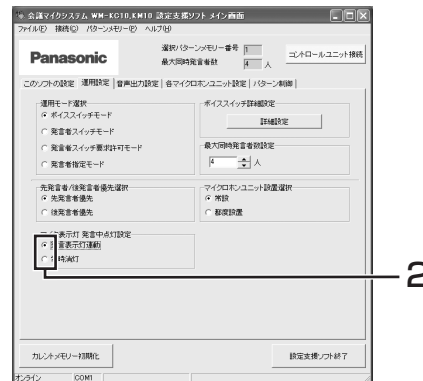 会議マイクシステム WM-KC10,KM10 設定支援ソフト メイン画面
ファイル(F) 接続(C) パターンメモリー(P) ヘルプ(H)
Panasonic
選択パターンメモリー番号 1
最大同時発言者数 4 人
コントロールユニット接続
このソフトの設定 運用設定 音声出力設定 各マイクロホンユニット設定 パターン制御
運用モード選択
ボイススイッチモード
発言者スイッチモード
発言者スイッチ要求許可モード
発言者指定モード
ボイススイッチ詳細設定
詳細設定
最大同時発言者数設定
4 人
先発言者/後発言者優先選択
先発言者優先
後発言者優先
マイクロホンユニット設置選択
常設
都度設置
表示灯 発言中点灯設定
言表示灯連動
時消灯
2
カレントメモリー初期化
設定支援ソフト終了
オンライン COM1